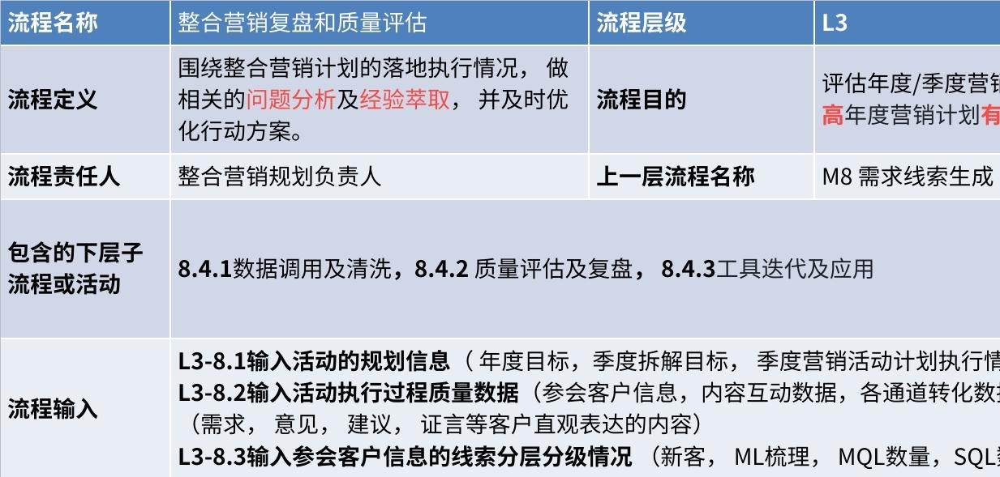 流程名称 整合营销复盘和质量评估 流程层级 L3
流程定义 围绕整合营销计划的落地执行情况， 做
相关的问题分析及经验萃取， 并及时优
化行动方案。
流程目的 评估年度/季度营
高年度营销计划有
流程责任人 整合营销规划负责人 上一层流程名称 M8 需求线索生成
包含的下层子
流程或活动
8.4.1数据调用及清洗，8.4.2 质量评估及复盘， 8.4.3工具迭代及应用
流程输入
L3-8.1输入活动的规划信息（ 年度目标，季度拆解目标， 季度营销活动计划执行情
L3-8.2输入活动执行过程质量数据（参会客户信息，内容互动数据，各通道转化数
（需求， 意见， 建议， 证言等客户直观表达的内容）
L3-8.3输入参会客户信息的线索分层分级情况 （新客， ML梳理， MQL数量，SQL